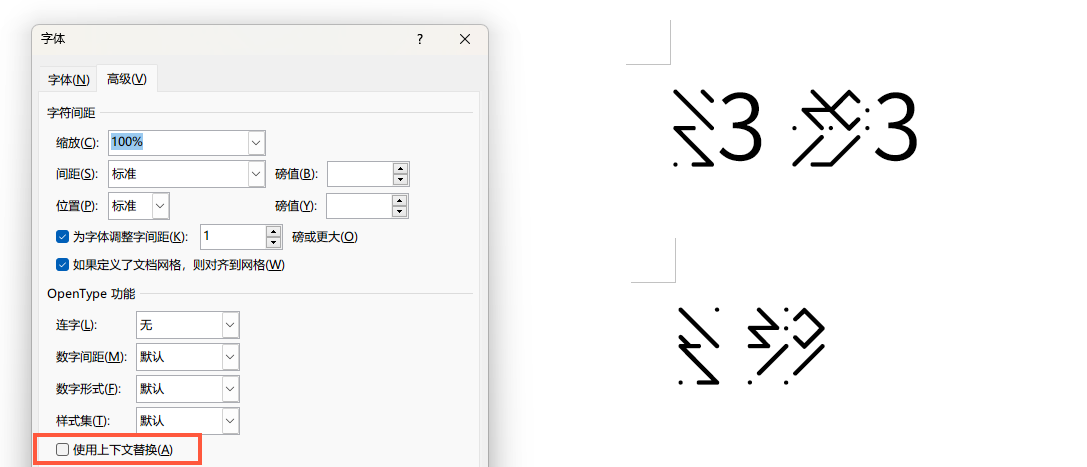 字体
?
字体(N) 高级(V)
字符间距
缩放(C): 100%
间距(S): 标准 磅值(B):
位置(P): 标准 磅值(Y):
为字体调整字间距(K): 1 磅或更大(O)
如果定义了文档网格，则对齐到网格(W)
OpenType 功能
连字(L): 无
数字间距(M): 默认
数字形式(F): 默认
样式集(T): 默认
使用上下文替换(A)
3 3